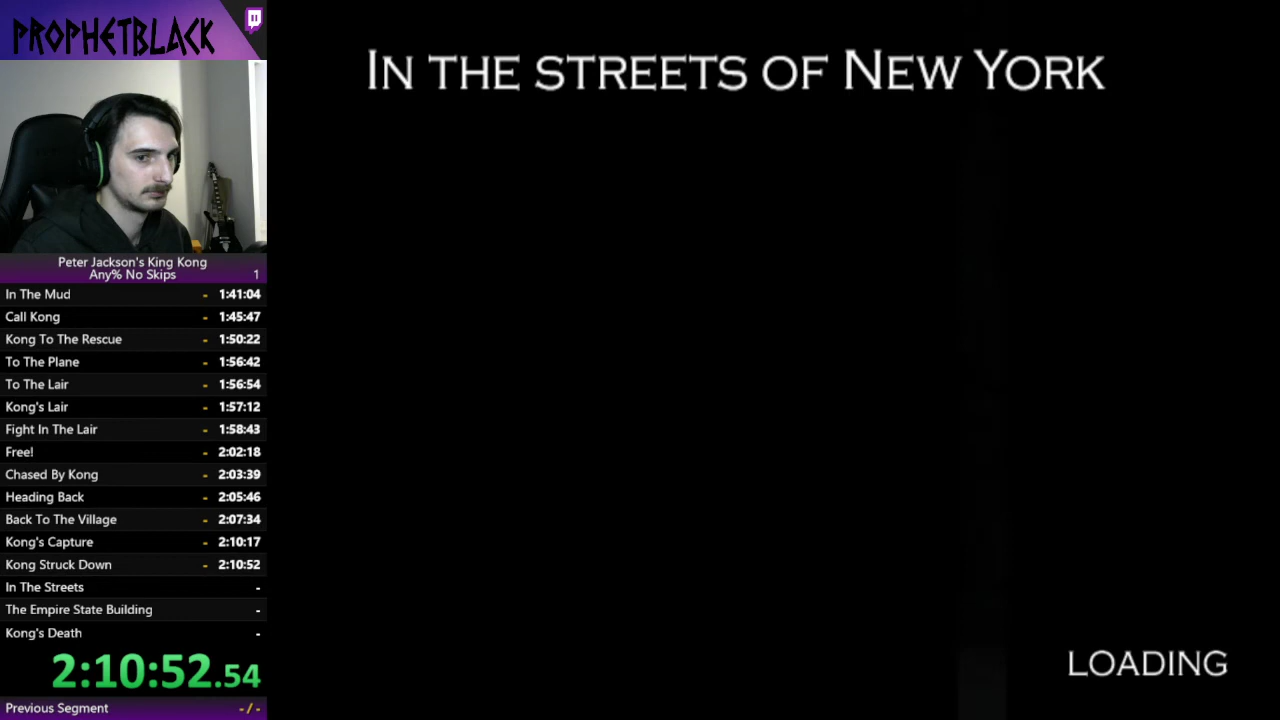 PROPHETBLACK
IN THE STREETS OF NEW YORK
Peter Jackson's King Kong
Any% No Skips 1
In The Mud - 1:41:04
Call Kong - 1:45:47
Kong To The Rescue - 1:50:22
To The Plane - 1:56:42
To The Lair - 1:56:54
Kong's Lair - 1:57:12
Fight In The Lair - 1:58:43
Free! - 2:02:18
Chased By Kong - 2:03:39
Heading Back - 2:05:46
Back To The Village - 2:07:34
Kong's Capture - 2:10:17
Kong Struck Down - 2:10:52
In The Streets -
The Empire State Building -
Kong's Death -
2:10:52.54
LOADING
Previous Segment -/-